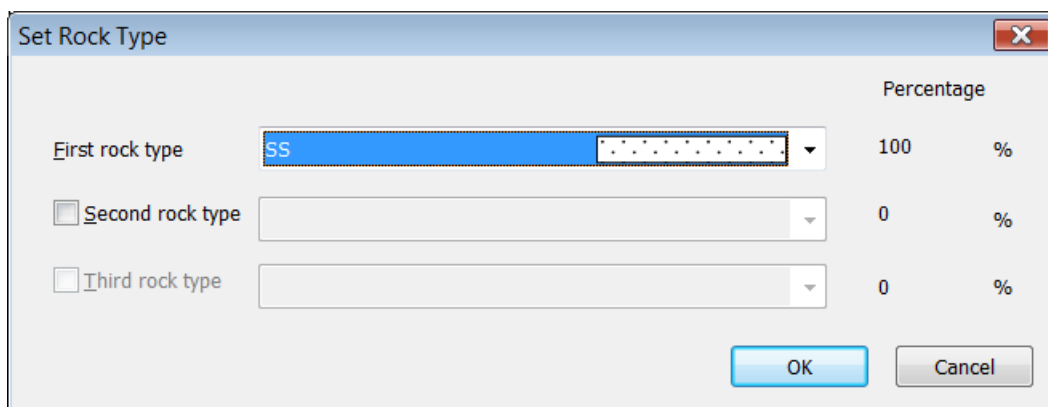 Set Rock Type
Percentage
First rock type SS 100 %
Second rock type 0 %
Third rock type 0 %
OK Cancel